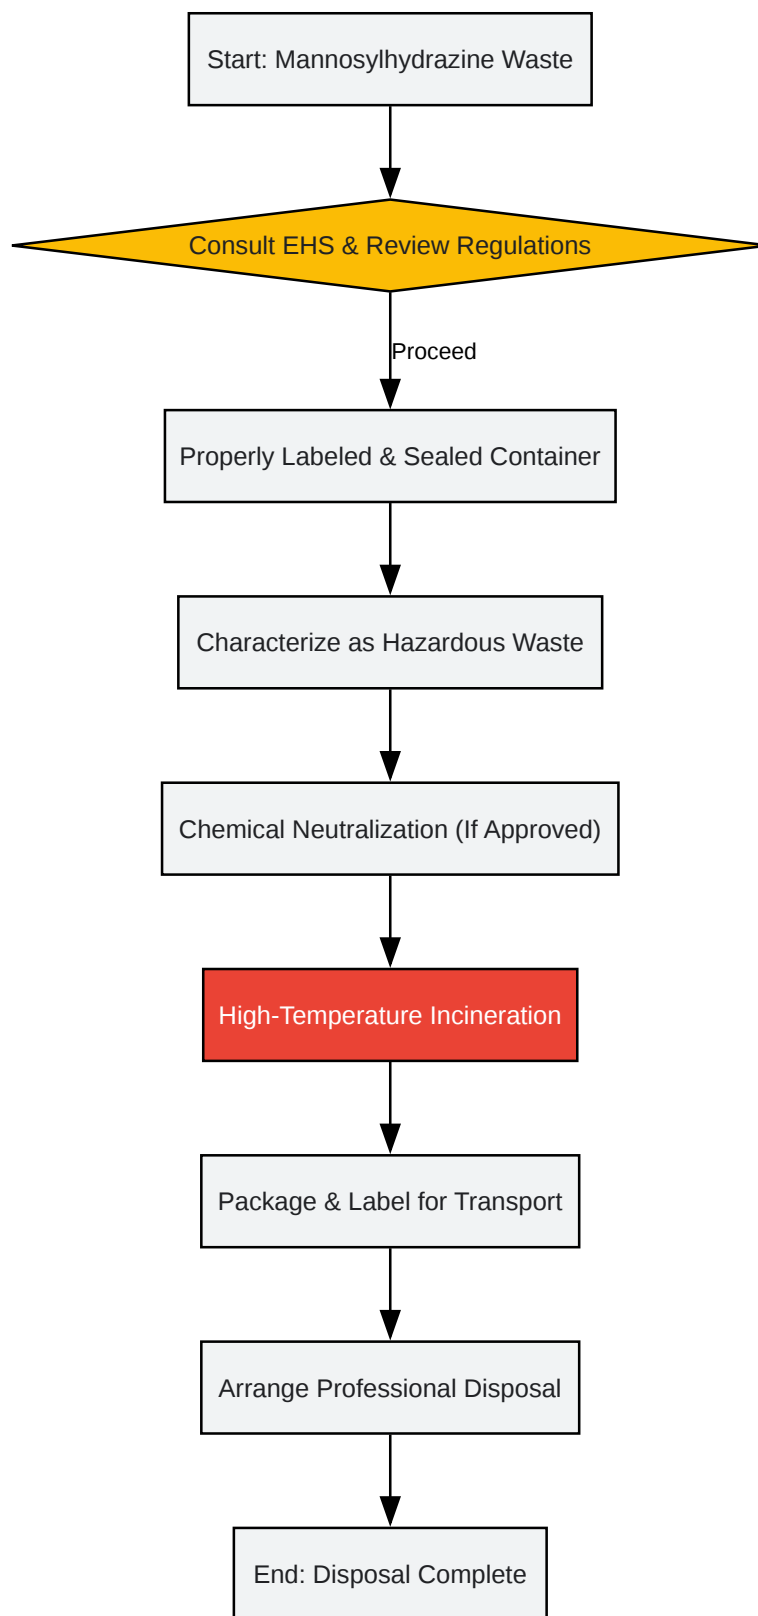 Start: Mannosylhydrazine Waste
Consult EHS & Review Regulations
Proceed
Properly Labeled & Sealed Container
Characterize as Hazardous Waste
Chemical Neutralization (If Approved)
High-Temperature Incineration
Package & Label for Transport
Arrange Professional Disposal
End: Disposal Complete